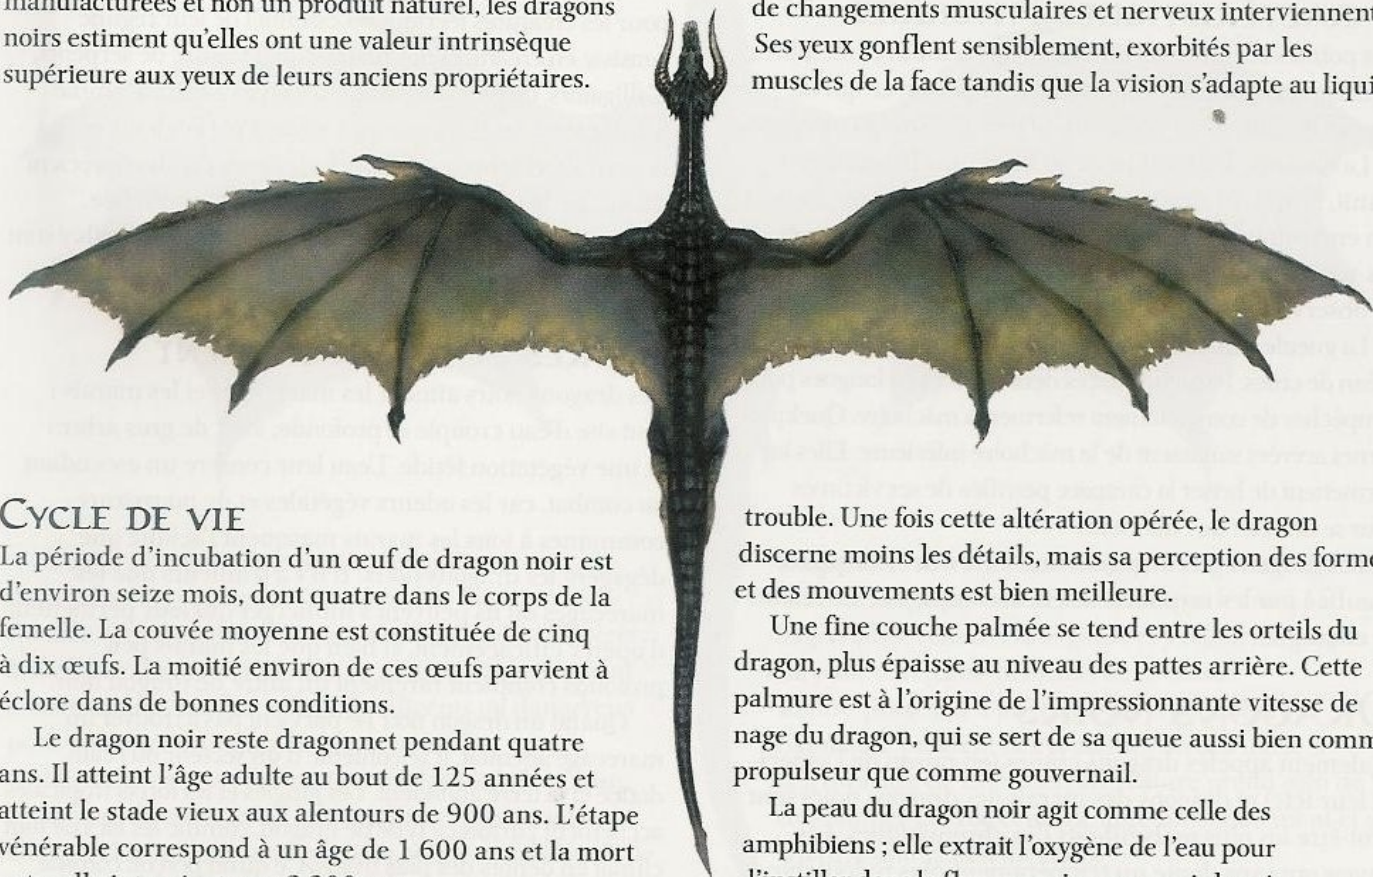 manufacturées et non un produit naturel, les dragons
noirs estiment qu'elles ont une valeur intrinsèque
supérieure aux yeux de leurs anciens propriétaires.
CYCLE DE VIE
La période d'incubation d'un œuf de dragon noir est
d'environ seize mois, dont quatre dans le corps de la
femelle. La couvée moyenne est constituée de cinq
à dix œufs. La moitié environ de ces œufs parvient à
éclore dans de bonnes conditions.
Le dragon noir reste dragonnet pendant quatre
ans. Il atteint l'âge adulte au bout de 125 années et
atteint le stade vieux aux alentours de 900 ans. L'étape
vénérable correspond à un âge de 1 600 ans et la mort
de changements musculaires et nerveux interviennent
Ses yeux gonflent sensiblement, exorbités par les
muscles de la face tandis que la vision s'adapte au liqui
trouble. Une fois cette altération opérée, le dragon
discerne moins les détails, mais sa perception des forme
et des mouvements est bien meilleure.
Une fine couche palmée se tend entre les orteils du
dragon, plus épaisse au niveau des pattes arrière. Cette
palmure est à l'origine de l'impressionnante vitesse de
nage du dragon, qui se sert de sa queue aussi bien comm
propulseur que comme gouvernail.
La peau du dragon noir agit comme celle des
amphibiens ; elle extrait l'oxygène de l'eau pour